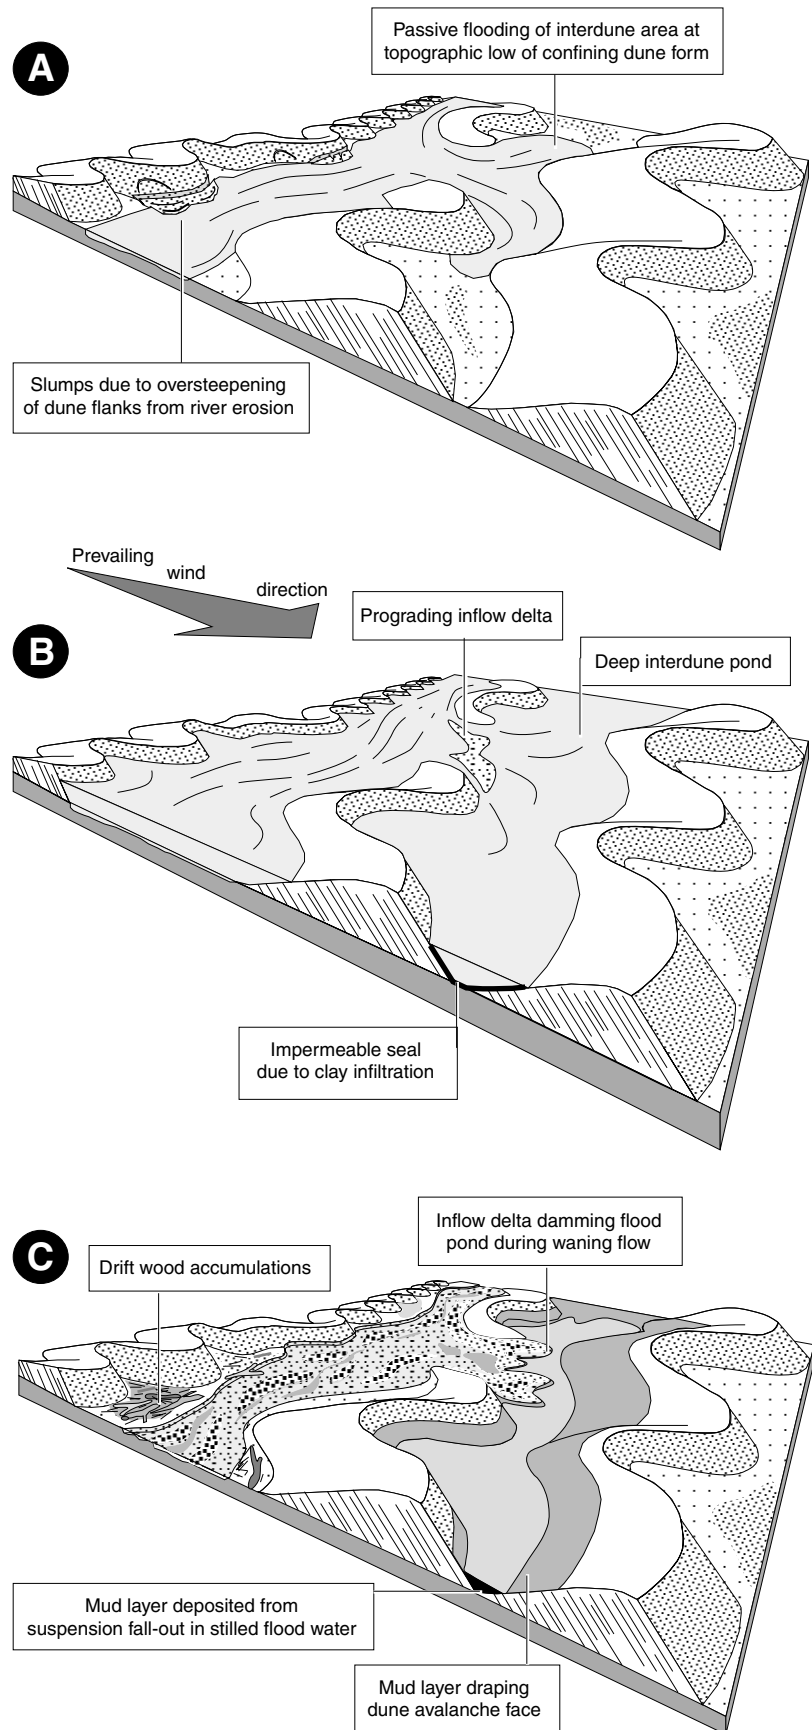 A
Passive flooding of interdune area at
topographic low of confining dune form
Slumps due to oversteepening
of dune flanks from river erosion
Prevailing
wind
direction
B
Prograding inflow delta
Deep interdune pond
Impermeable seal
due to clay infiltration
C
Inflow delta damming flood
pond during waning flow
Drift wood accumulations
Mud layer deposited from
suspension fall-out in stilled flood water
Mud layer draping
dune avalanche face